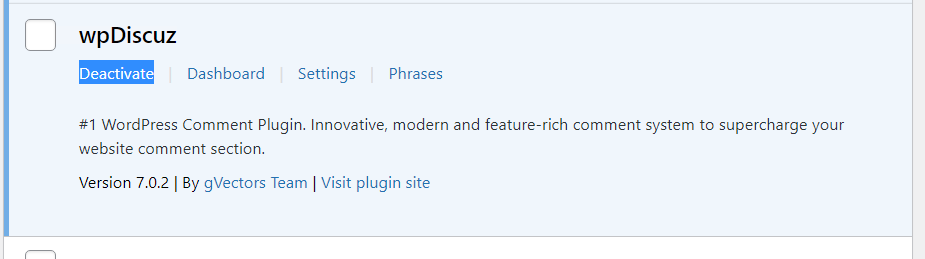 wpDiscuz
Deactivate | Dashboard | Settings | Phrases
#1 WordPress Comment Plugin. Innovative, modern and feature-rich comment system to supercharge your
website comment section.
Version 7.0.2 | By gVectors Team | Visit plugin site